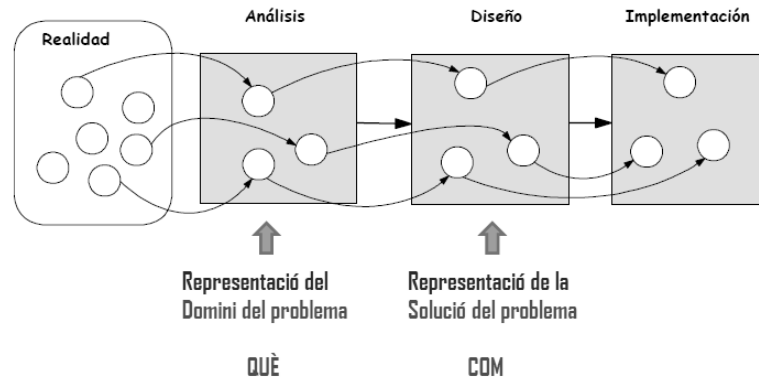 Análisis
Diseño
Implementación
Realidad
Representació del
Domini del problema
Representació de la
Solució del problema
QUÈ
COM